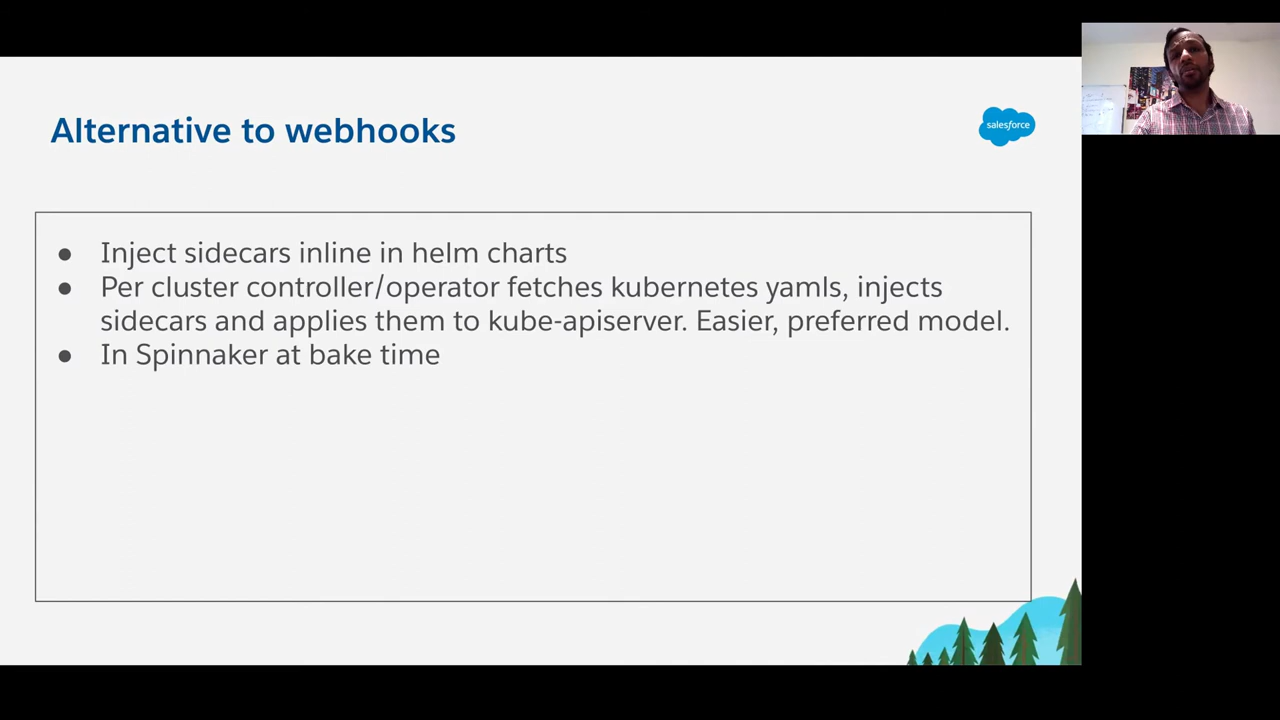 Alternative to webhooks
salesforce
● Inject sidecars inline in helm charts
● Per cluster controller/operator fetches kubernetes yamls, injects
sidecars and applies them to kube-apiserver. Easier, preferred model.
● In Spinnaker at bake time